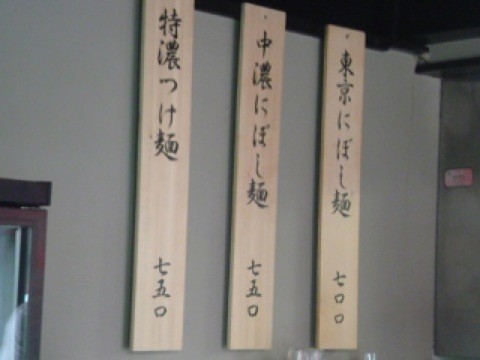 東京にぼし麺 七〇〇
中濃にぼし麺 七五〇
特濃つけ麺 七五〇